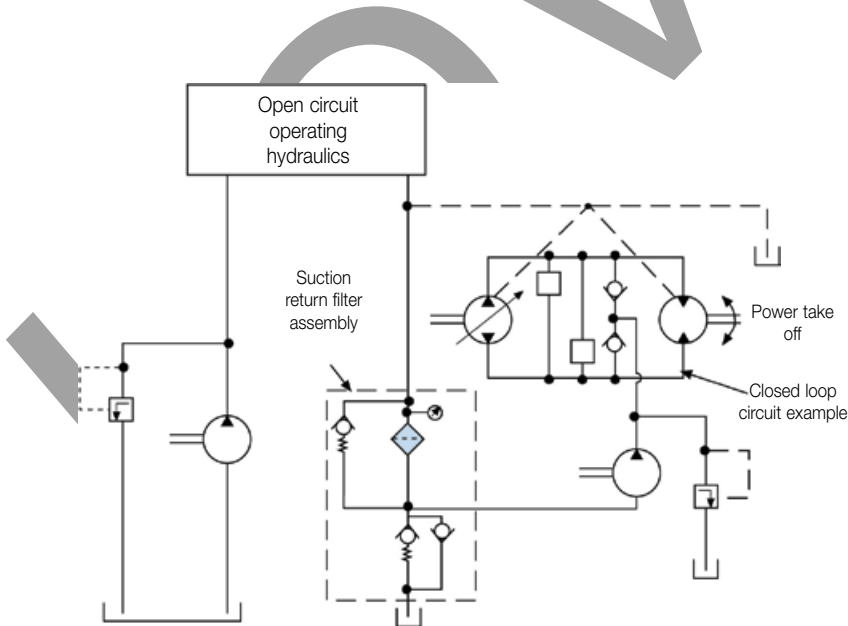 Open circuit
operating
hydraulics
Suction
return filter
assembly
Power take
off
Closed loop
circuit example